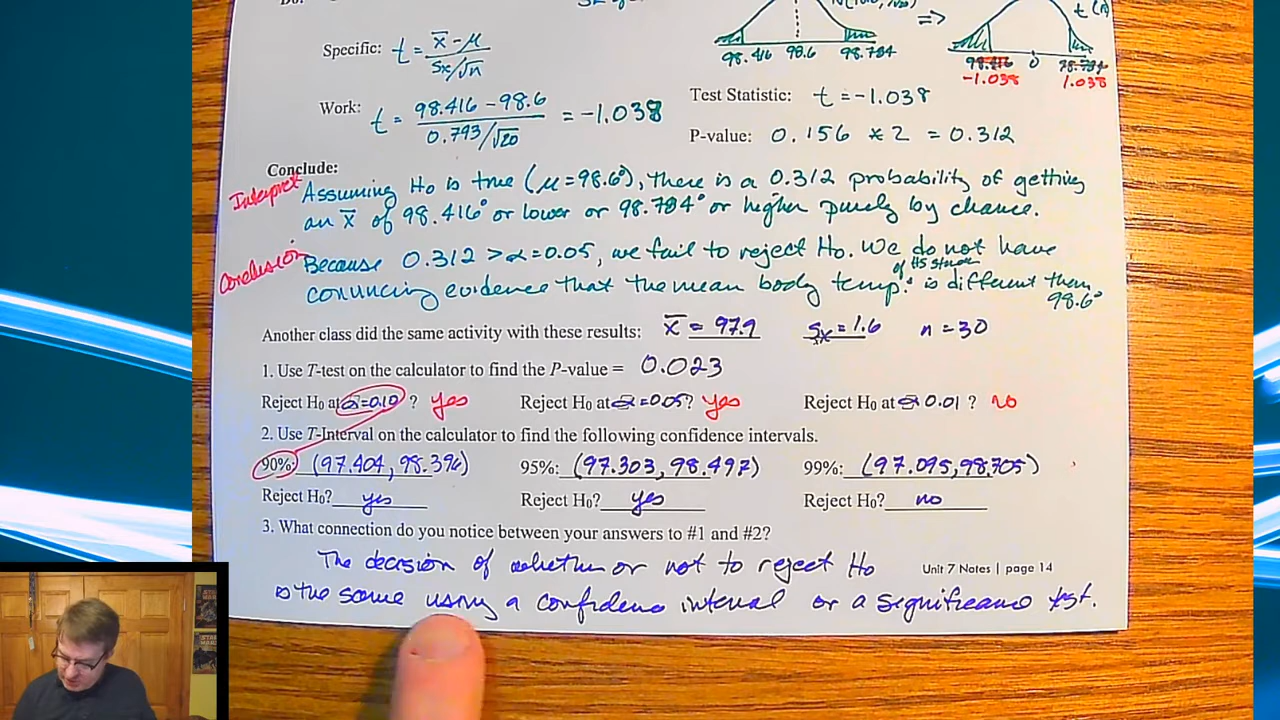 Do:
N(98.6,
=>
t(
98.416 98.6 98.784
98.416 0 98.784
-1.038 1.038
Specific: t = x̄-μ / Sx/√n
Work: t = 98.416 - 98.6 / 0.793/√20 = -1.038
Test Statistic: t = -1.038
P-value: 0.156 * 2 = 0.312
Conclude:
Interpret Assuming Ho is true (μ=98.6°), there is a 0.312 probability of getting
an x̄ of 98.416° or lower or 98.784° or higher purely by chance.
Conclusion Because 0.312 > α=0.05, we fail to reject Ho. We do not have
of HS studen
convincing evidence that the mean body temp. is different than
98.6°
Another class did the same activity with these results: x̄ = 97.9 Sx = 1.6 n = 30
1. Use T-test on the calculator to find the P-value = 0.023
Reject H0 at α=0.10 ? yes Reject H0 at α=0.05? yes Reject H0 at α 0.01 ? no
2. Use T-Interval on the calculator to find the following confidence intervals.
90%: (97.404, 98.396) 95%: (97.303, 98.497) 99%: (97.095, 98.705)
Reject H0? yes Reject H0? yes Reject H0? no
3. What connection do you notice between your answers to #1 and #2?
The decision of whether or not to reject Ho
Unit 7 Notes | page 14
is the same using a confidence interval or a significance test.